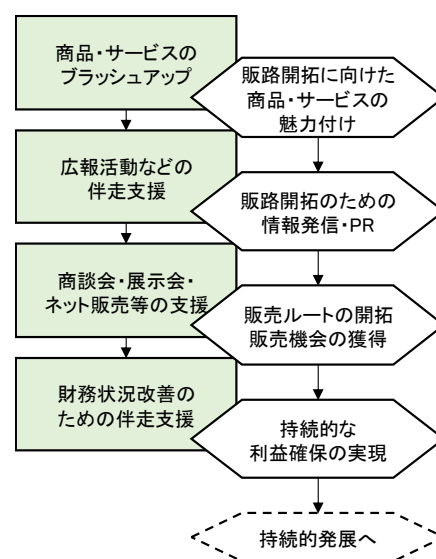 商品・サービスの
ブラッシュアップ
販路開拓に向けた
商品・サービスの
魅力付け
広報活動などの
伴走支援
販路開拓のための
情報発信・PR
商談会・展示会・
ネット販売等の支援
販売ルートの開拓
販売機会の獲得
財務状況改善の
ための伴走支援
持続的な
利益確保の実現
持続的発展へ